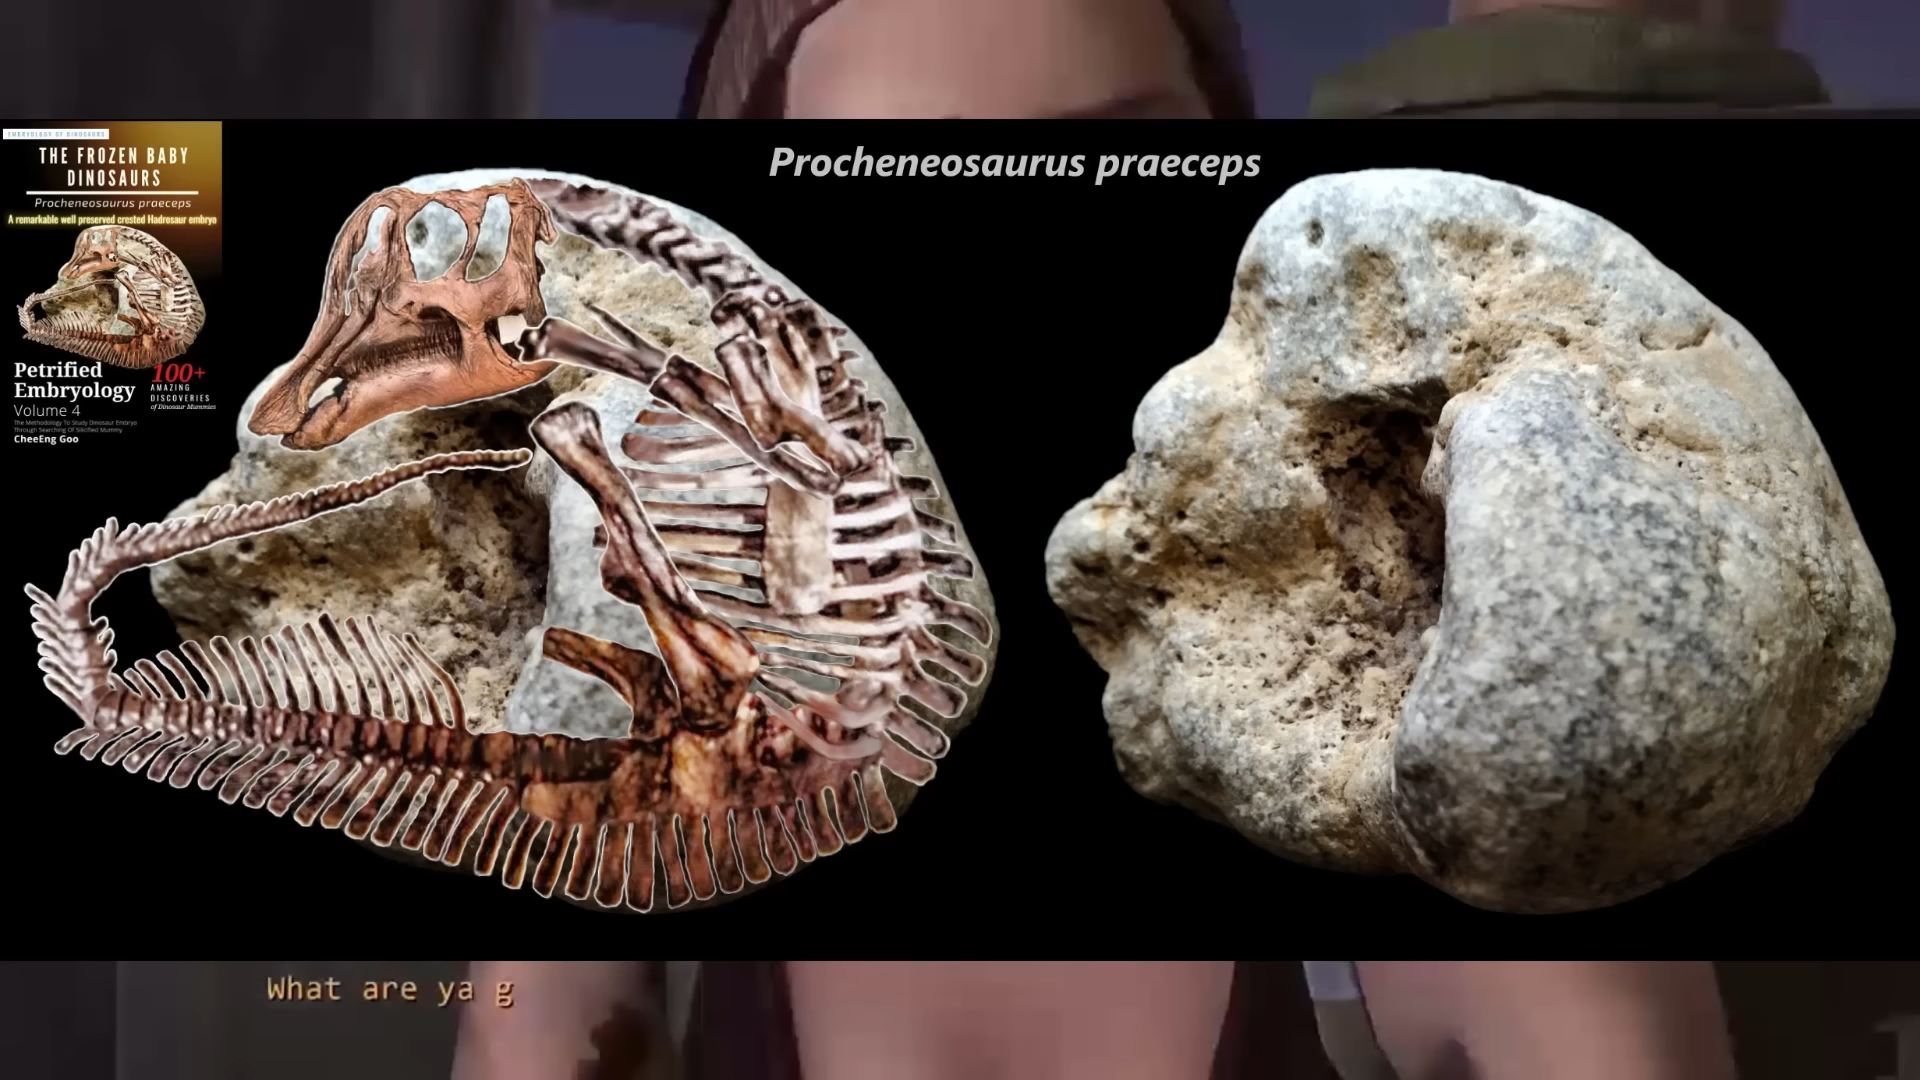 Procheneosaurus praeceps
EMBRYOLOGY OF DINOSAURS
THE FROZEN BABY
DINOSAURS
Procheneosaurus praeceps
A remarkable well preserved crested Hadrosaur embryo
Petrified
Embryology
Volume 4
The Methodology To Study Dinosaur Embryo
Through Searching Of Silicified Mummy
CheeEng Goo
100+
AMAZING
DISCOVERIES
of Dinosaur Mummies
What are ya g